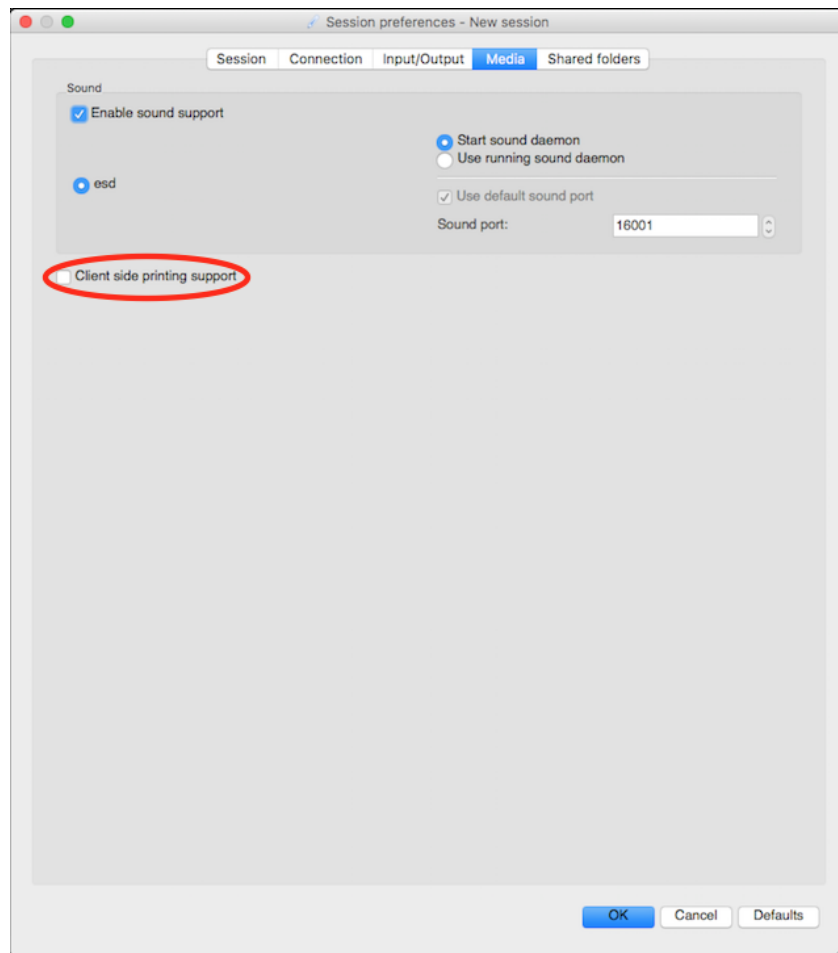 Session preferences - New session
Session Connection Input/Output Media Shared folders
Sound
Enable sound support
Start sound daemon
Use running sound daemon
esd
Use default sound port
Sound port: 16001
Client side printing support
OK Cancel Defaults